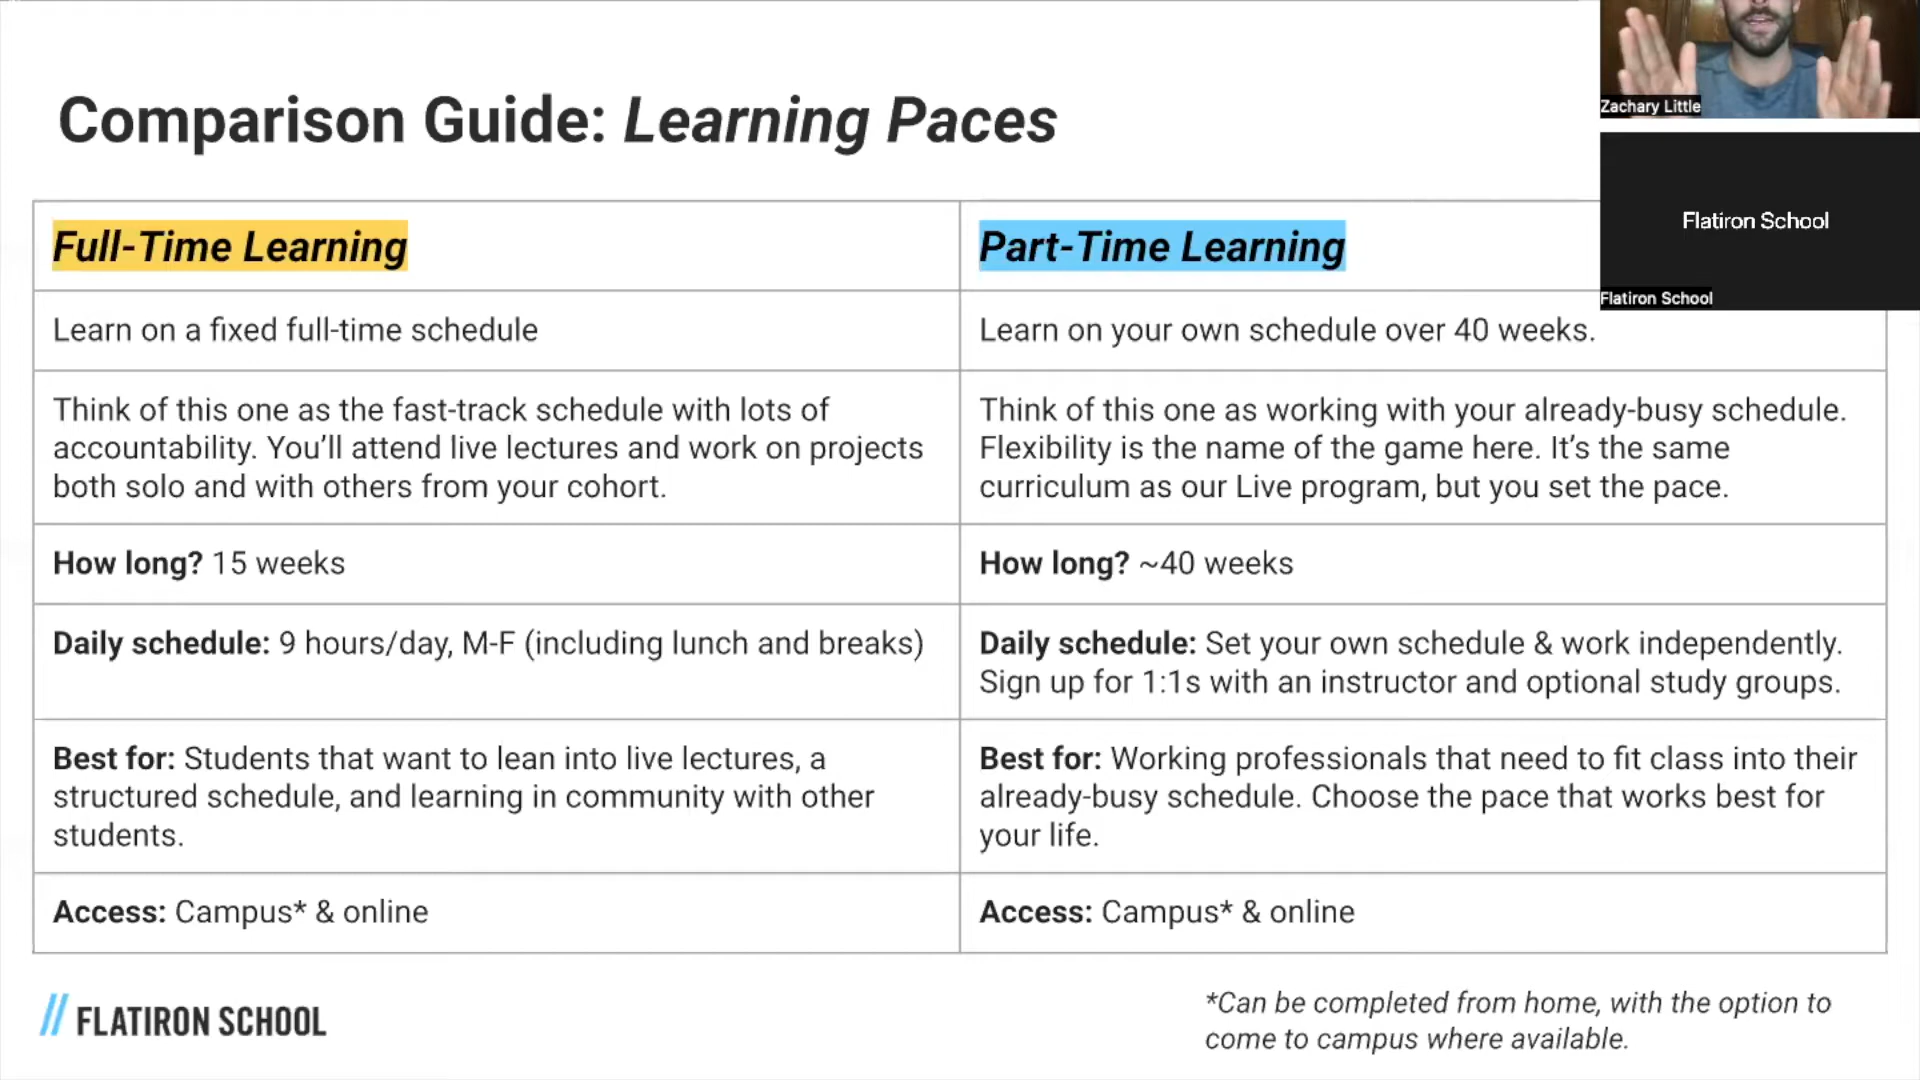 Comparison Guide: Learning Paces
Zachary Little
Flatiron School
Flatiron School
Full-Time Learning
Part-Time Learning
Learn on a fixed full-time schedule
Learn on your own schedule over 40 weeks.
Think of this one as the fast-track schedule with lots of
accountability. You’ll attend live lectures and work on projects
both solo and with others from your cohort.
Think of this one as working with your already-busy schedule.
Flexibility is the name of the game here. It’s the same
curriculum as our Live program, but you set the pace.
How long? 15 weeks
How long? ~40 weeks
Daily schedule: 9 hours/day, M-F (including lunch and breaks)
Daily schedule: Set your own schedule & work independently.
Sign up for 1:1s with an instructor and optional study groups.
Best for: Students that want to lean into live lectures, a
structured schedule, and learning in community with other
students.
Best for: Working professionals that need to fit class into their
already-busy schedule. Choose the pace that works best for
your life.
Access: Campus* & online
Access: Campus* & online
// FLATIRON SCHOOL
*Can be completed from home, with the option to
come to campus where available.